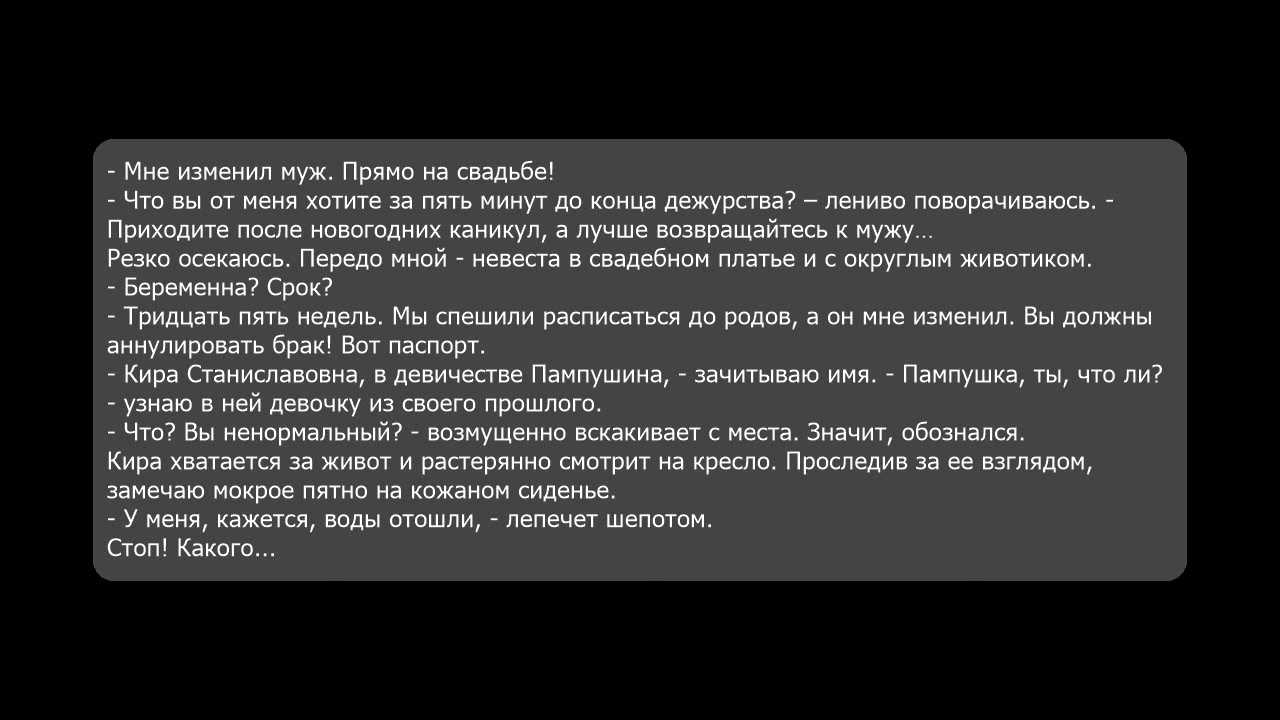 - Мне изменил муж. Прямо на свадьбе!
- Что вы от меня хотите за пять минут до конца дежурства? – лениво поворачиваюсь. -
Приходите после новогодних каникул, а лучше возвращайтесь к мужу…
Резко осекаюсь. Передо мной - невеста в свадебном платье и с округлым животиком.
- Беременна? Срок?
- Тридцать пять недель. Мы спешили расписаться до родов, а он мне изменил. Вы должны
аннулировать брак! Вот паспорт.
- Кира Станиславовна, в девичестве Пампушина, - зачитываю имя. - Пампушка, ты, что ли?
- узнаю в ней девочку из своего прошлого.
- Что? Вы ненормальный? - возмущенно вскакивает с места. Значит, обознался.
Кира хватается за живот и растерянно смотрит на кресло. Проследив за ее взглядом,
замечаю мокрое пятно на кожаном сиденье.
- У меня, кажется, воды отошли, - лепечет шепотом.
Стоп! Какого...